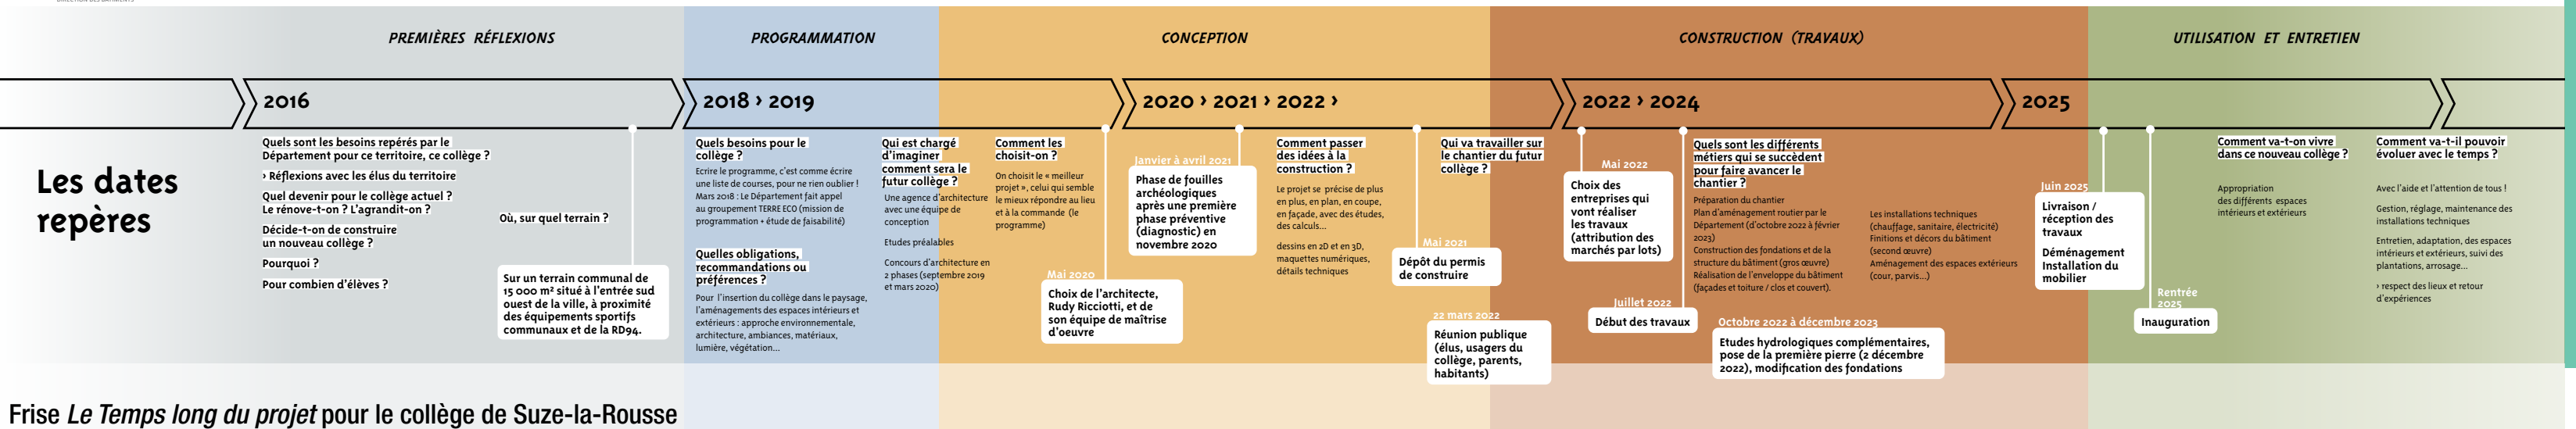 DIRECTION DES BÂTIMENTS
PREMIÈRES RÉFLEXIONS
PROGRAMMATION
CONCEPTION
CONSTRUCTION (TRAVAUX)
UTILISATION ET ENTRETIEN
2016
2018 › 2019
2020 › 2021 › 2022 ›
2022 › 2024
2025
Les dates
repères
Quels sont les besoins repérés par le
Département pour ce territoire, ce collège ?
› Réflexions avec les élus du territoire
Quel devenir pour le collège actuel ?
Le rénove-t-on ? L'agrandit-on ?
Décide-t-on de construire
un nouveau collège ?
Pourquoi ?
Pour combien d'élèves ?
Où, sur quel terrain ?
Sur un terrain communal de
15 000 m² situé à l'entrée sud
ouest de la ville, à proximité
des équipements sportifs
communaux et de la RD94.
Quels besoins pour le
collège ?
Ecrire le programme, c'est comme écrire
une liste de courses, pour ne rien oublier !
Mars 2018 : Le Département fait appel
au groupement TERRE ECO (mission de
programmation + étude de faisabilité)
Quelles obligations,
recommandations ou
préférences ?
Pour l'insertion du collège dans le paysage,
l'aménagements des espaces intérieurs et
extérieurs : approche environnementale,
architecture, ambiances, matériaux,
lumière, végétation...
Qui est chargé
d'imaginer
comment sera le
futur collège ?
Une agence d'architecture
avec une équipe de
conception
Etudes préalables
Concours d'architecture en
2 phases (septembre 2019
et mars 2020)
Comment les
choisit-on ?
On choisit le « meilleur
projet », celui qui semble
le mieux répondre au lieu
et à la commande (le
programme)
Mai 2020
Choix de l'architecte,
Rudy Ricciotti, et de
son équipe de maîtrise
d'oeuvre
Janvier à avril 2021
Phase de fouilles
archéologiques
après une première
phase préventive
(diagnostic) en
novembre 2020
Comment passer
des idées à la
construction ?
Le projet se précise de plus
en plus, en plan, en coupe,
en façade, avec des études,
des calculs...
dessins en 2D et en 3D,
maquettes numériques,
détails techniques
Mai 2021
Dépôt du permis
de construire
Qui va travailler sur
le chantier du futur
collège ?
22 mars 2022
Réunion publique
(élus, usagers du
collège, parents,
habitants)
Mai 2022
Choix des
entreprises qui
vont réaliser
les travaux
(attribution des
marchés par lots)
Juillet 2022
Début des travaux
Quels sont les différents
métiers qui se succèdent
pour faire avancer le
chantier ?
Préparation du chantier
Plan d'aménagement routier par le
Département (d'octobre 2022 à février
2023)
Construction des fondations et de la
structure du bâtiment (gros œuvre)
Réalisation de l'enveloppe du bâtiment
(façades et toiture / clos et couvert).
Les installations techniques
(chauffage, sanitaire, électricité)
Finitions et décors du bâtiment
(second œuvre)
Aménagement des espaces extérieurs
(cour, parvis...)
Octobre 2022 à décembre 2023
Etudes hydrologiques complémentaires,
pose de la première pierre (2 décembre
2022), modification des fondations
Juin 2025
Livraison /
réception des
travaux
Déménagement
Installation du
mobilier
Rentrée
2025
Inauguration
Comment va-t-on vivre
dans ce nouveau collège ?
Appropriation
des différents espaces
intérieurs et extérieurs
Comment va-t-il pouvoir
évoluer avec le temps ?
Avec l'aide et l'attention de tous !
Gestion, réglage, maintenance des
installations techniques
Entretien, adaptation, des espaces
intérieurs et extérieurs, suivi des
plantations, arrosage...
› respect des lieux et retour
d'expériences
Frise Le Temps long du projet pour le collège de Suze-la-Rousse